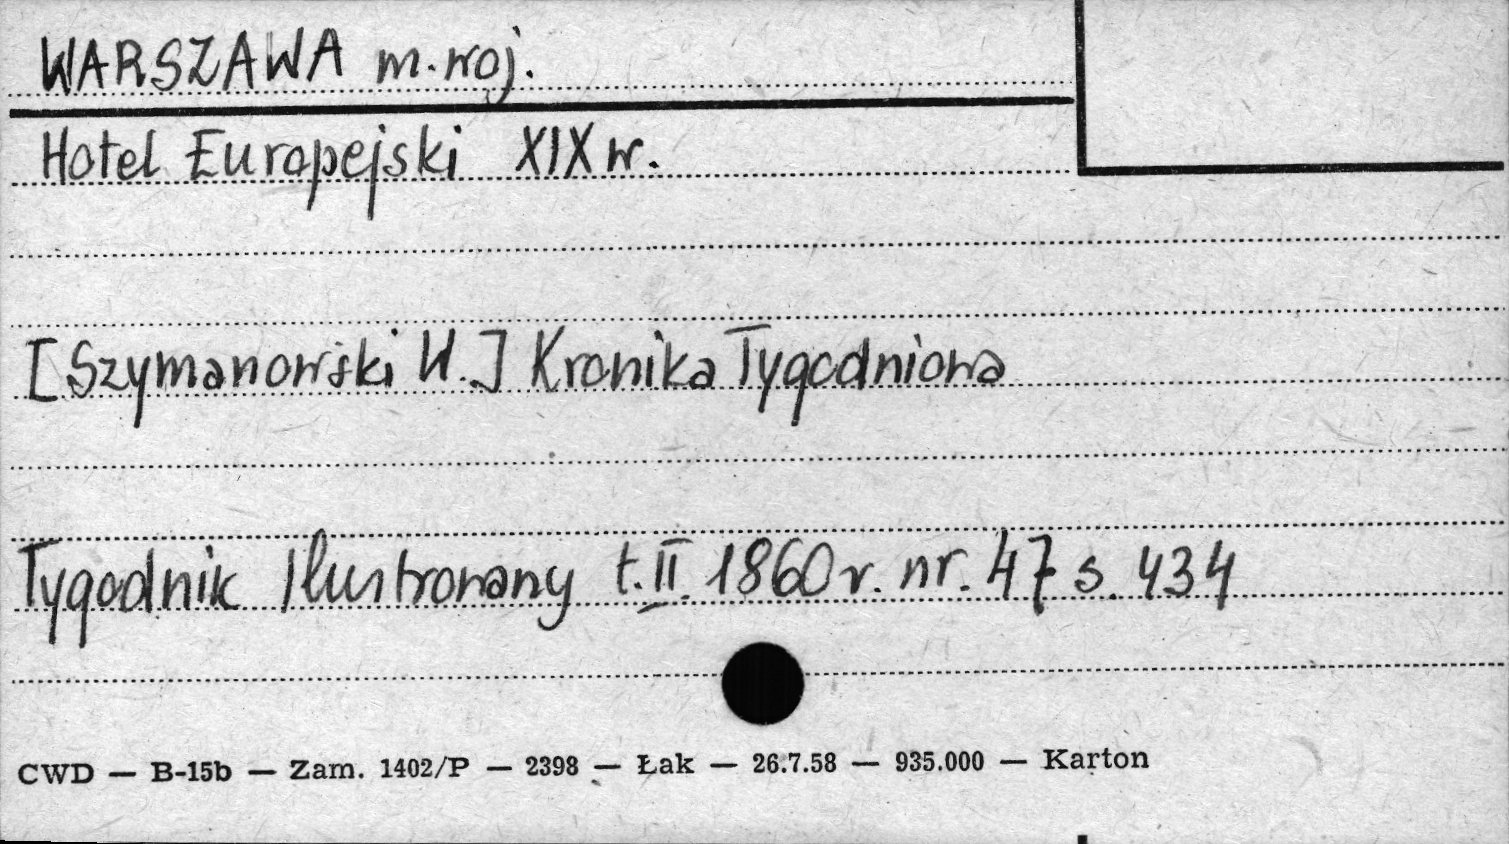 WARSZAWA m. woj.
Hotel Europejski XIX w.
[Szymanowski W.] Kronika Tygodniowa
Tygodnik Ilustrowany t. II. 1860 r. nr. 47 s. 434
CWD — B-15b — Zam. 1402/P — 2398 — Łak — 26.7.58 — 935.000 — Karton